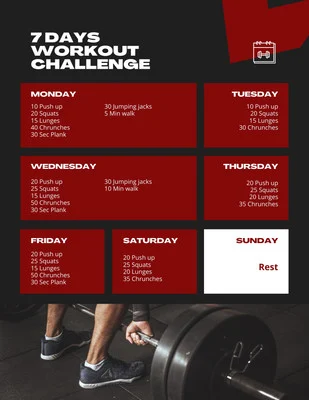 7 DAYS
WORKOUT
CHALLENGE
MONDAY
10 Push up
20 Squats
15 Lunges
40 Chrunches
30 Sec Plank
30 Jumping jacks
5 Min walk
TUESDAY
10 Push up
20 Squats
15 Lunges
30 Chrunches
WEDNESDAY
20 Push up
25 Squats
15 Lunges
50 Chrunches
30 Sec Plank
30 Jumping jacks
10 Min walk
THURSDAY
20 Push up
25 Squats
20 Lunges
35 Chrunches
FRIDAY
20 Push up
25 Squats
15 Lunges
50 Chrunches
30 Sec Plank
SATURDAY
20 Push up
25 Squats
20 Lunges
35 Chrunches
SUNDAY
Rest